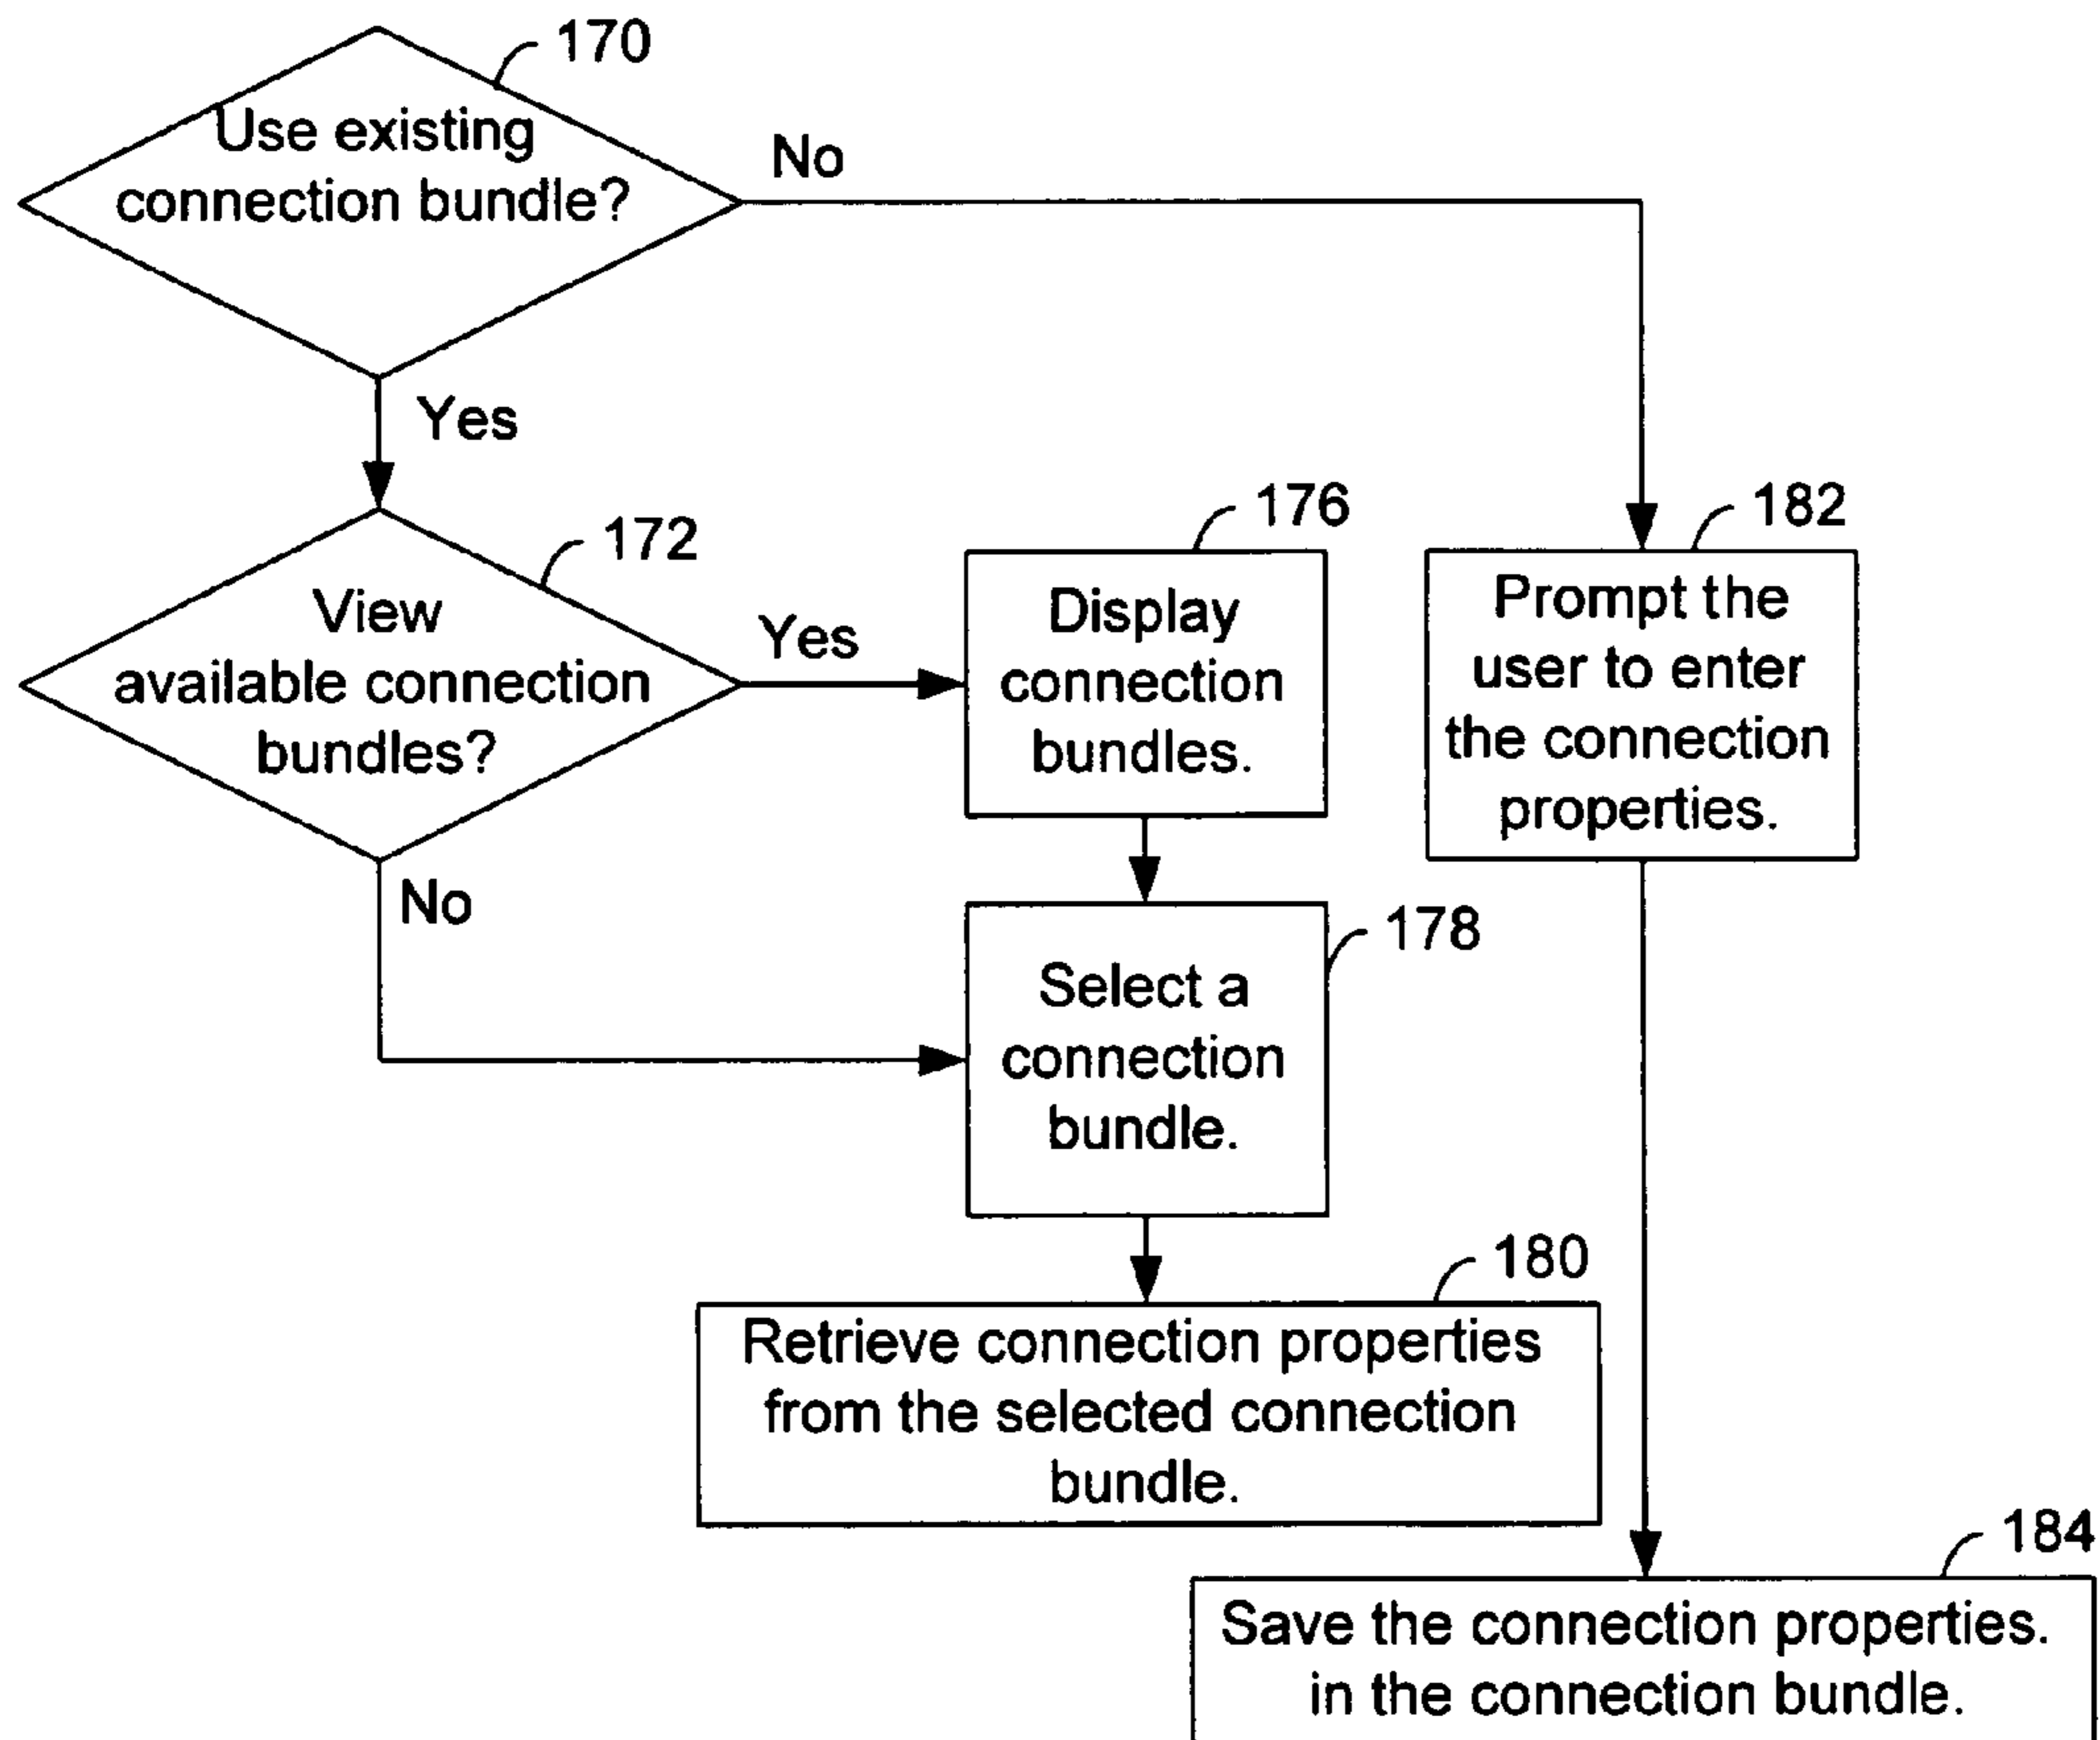 170
Use existing
connection bundle?
No
Yes
172
View
available connection
bundles?
Yes
No
176
Display
connection
bundles.
182
Prompt the
user to enter
the connection
properties.
178
Select a
connection
bundle.
180
Retrieve connection properties
from the selected connection
bundle.
184
Save the connection properties.
in the connection bundle.